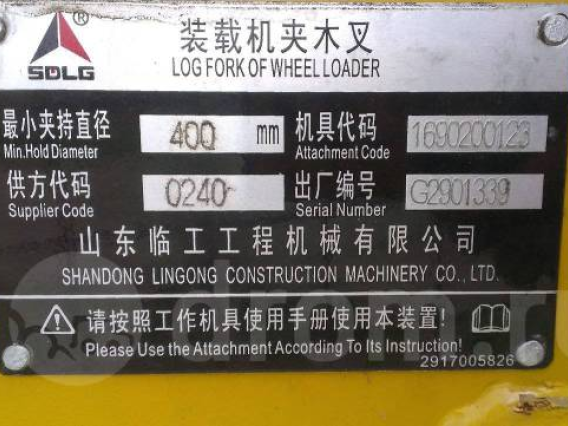 SDLG®
装载机夹木叉
LOG FORK OF WHEEL LOADER
最小夹持直径 400 mm 机具代码 1690200123
Min.Hold Diameter Attachment Code
供方代码 0240 出厂编号 G2901339
Supplier Code Serial Number
山东临工工程机械有限公司
SHANDONG LINGONG CONSTRUCTION MACHINERY CO., LTD.
请按照工作机具使用手册使用本装置!
Please Use the Attachment According To Its Instruction!
2917005826